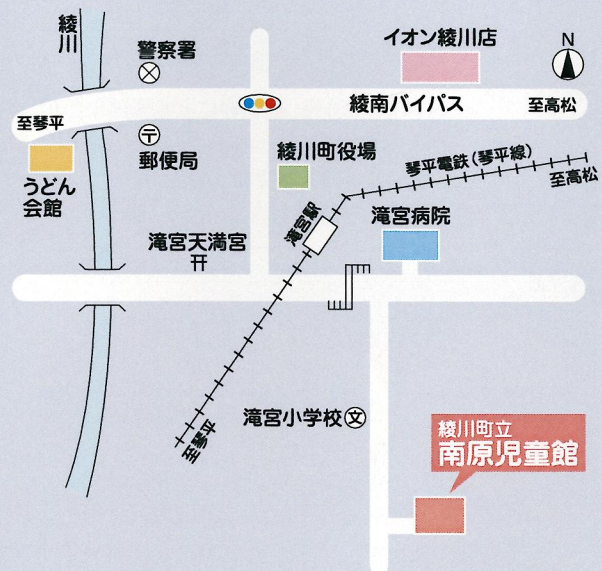 綾川
警察署
イオン綾川店
N
綾南バイパス
至高松
至琴平
〒
郵便局
うどん
会館
綾川町役場
琴平電鉄(琴平線)
至高松
滝宮駅
滝宮病院
滝宮天満宮
至琴平
滝宮小学校
文
綾川町立
南原児童館